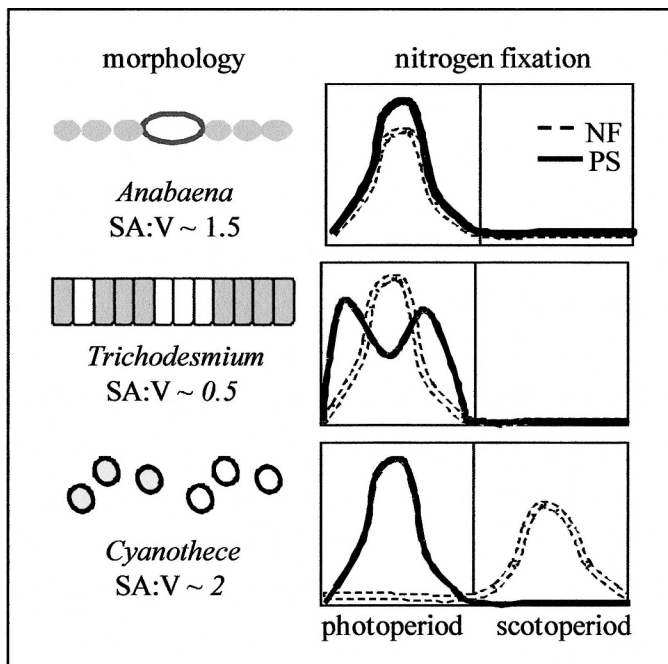 morphology
nitrogen fixation
NF
PS
Anabaena
SA:V ~ 1.5
Trichodesmium
SA:V ~ 0.5
Cyanothece
SA:V ~ 2
photoperiod
scotoperiod